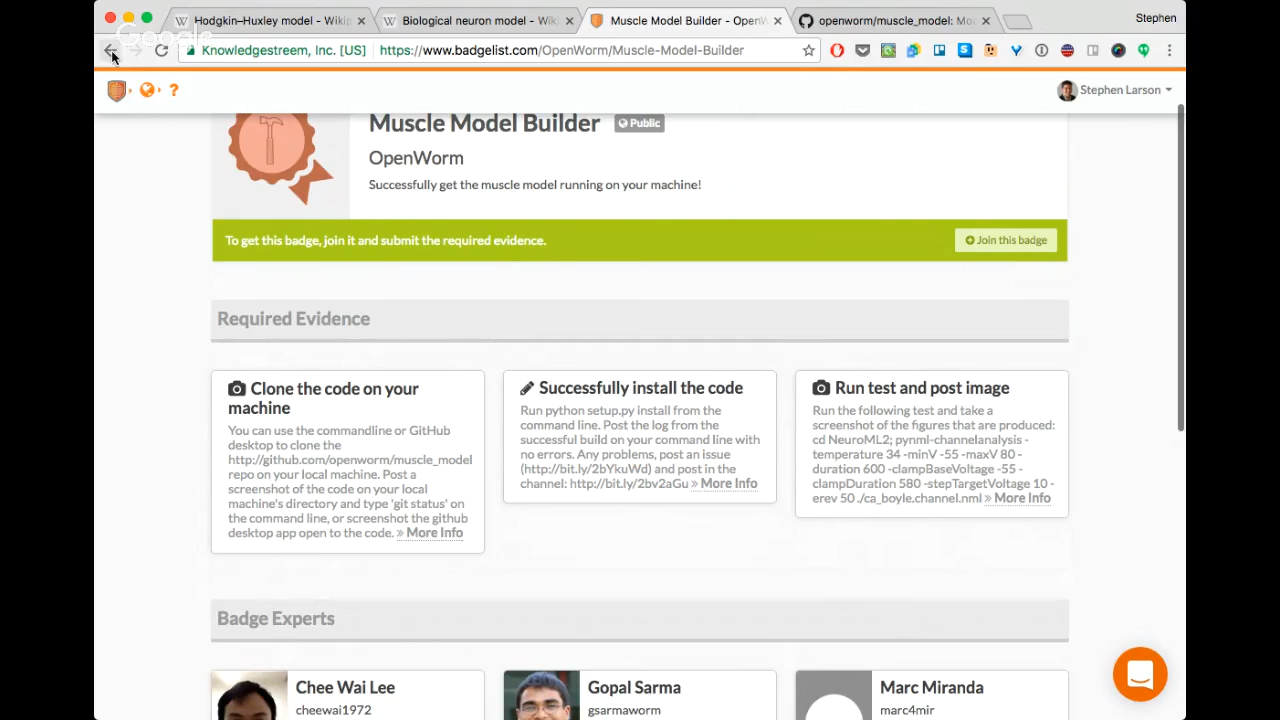 Hodgkin–Huxley model - Wikip
Biological neuron model - Wiki
Muscle Model Builder - OpenW
openworm/muscle_model: Mod
Stephen
Google
Knowledgestreem, Inc. [US]
https://www.badgelist.com/OpenWorm/Muscle-Model-Builder
?
Stephen Larson
Muscle Model Builder
Public
OpenWorm
Successfully get the muscle model running on your machine!
To get this badge, join it and submit the required evidence.
Join this badge
Required Evidence
Clone the code on your
machine
You can use the commandline or GitHub
desktop to clone the
http://github.com/openworm/muscle_model
repo on your local machine. Post a
screenshot of the code on your local
machine's directory and type 'git status' on
the command line, or screenshot the github
desktop app open to the code. » More Info
Successfully install the code
Run python setup.py install from the
command line. Post the log from the
successful build on your command line with
no errors. Any problems, post an issue
(http://bit.ly/2bYkuWd) and post in the
channel: http://bit.ly/2bv2aGu » More Info
Run test and post image
Run the following test and take a
screenshot of the figures that are produced:
cd NeuroML2; pynml-channelanalysis -
temperature 34 -minV -55 -maxV 80 -
duration 600 -clampBaseVoltage -55 -
clampDuration 580 -stepTargetVoltage 10 -
erev 50 ./ca_boyle.channel.nml » More Info
Badge Experts
Chee Wai Lee
cheewai1972
Gopal Sarma
gsarmaworm
Marc Miranda
marc4mir